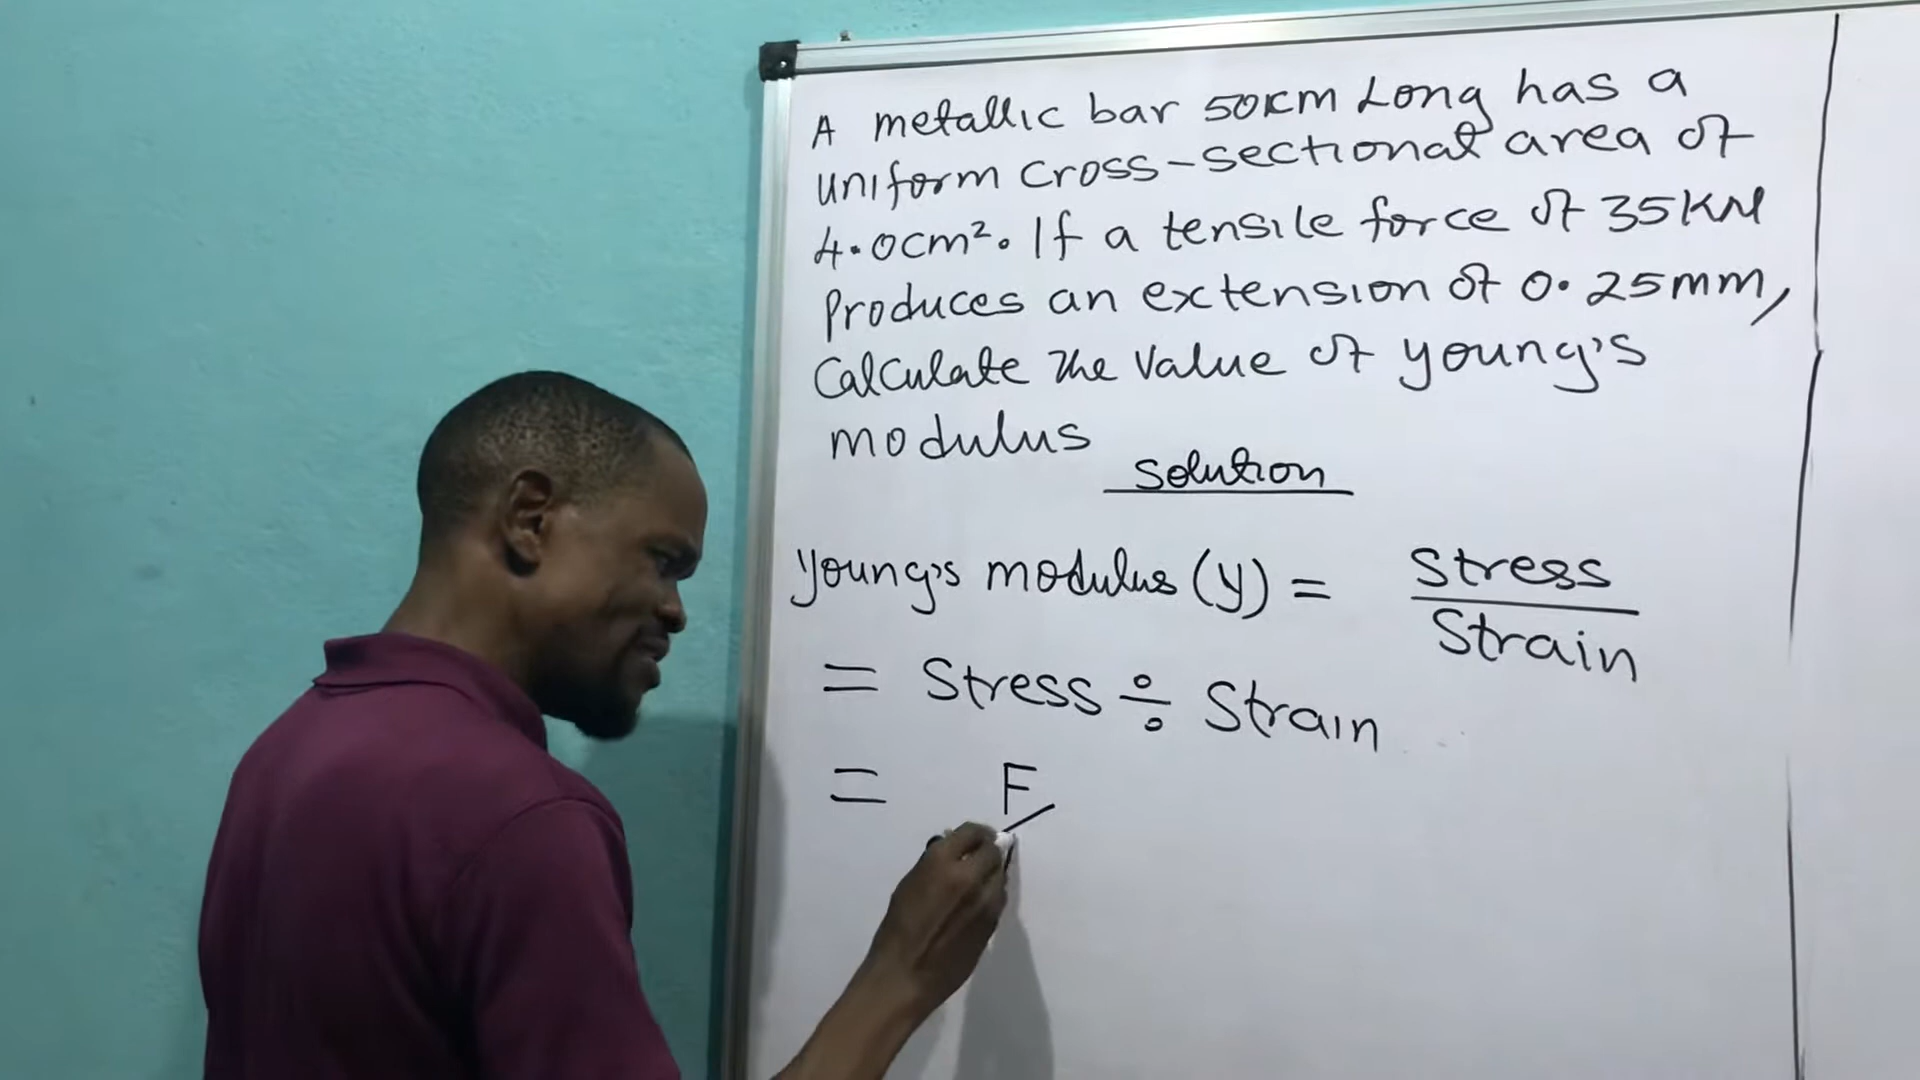 A metallic bar 50KM Long has a
uniform cross-sectional area of
4.0cm². If a tensile force of 35KN
Produces an extension of 0.25mm,
Calculate the value of young's
modulus
Solution
Young's modulus (y) = Stress / Strain
= Stress ÷ Strain
= F